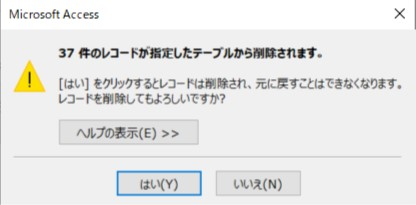 Microsoft Access
37 件のレコードが指定したテーブルから削除されます。
[はい] をクリックするとレコードは削除され、元に戻すことはできなくなります。
レコードを削除してもよろしいですか?
ヘルプの表示(E) >>
はい(Y)
いいえ(N)